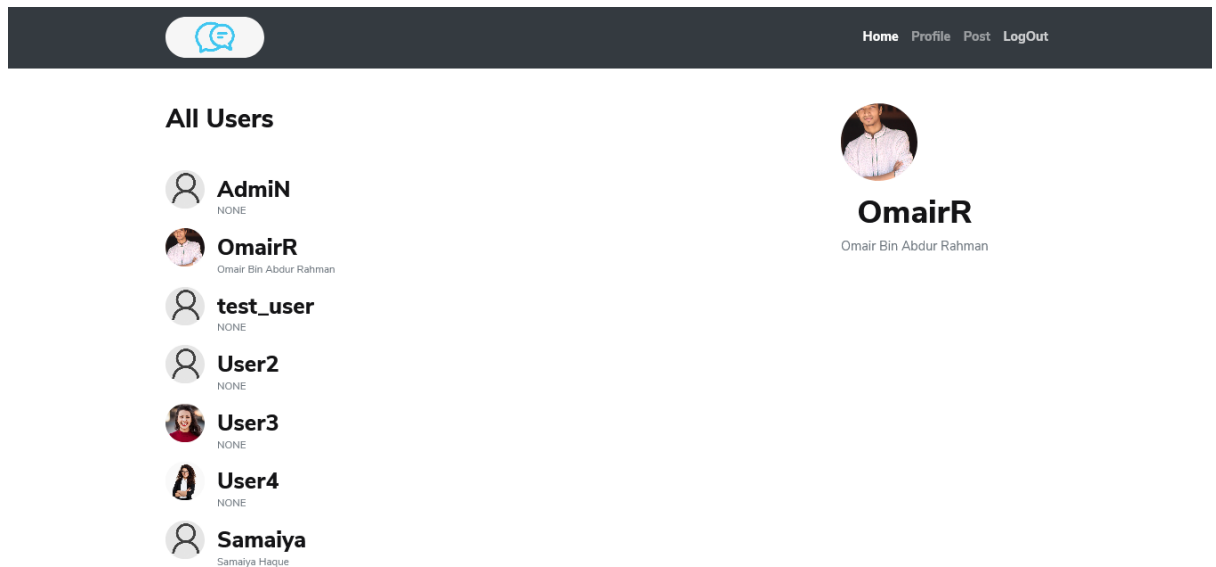 Home Profile Post LogOut
All Users
AdmiN
NONE
OmairR
Omair Bin Abdur Rahman
test_user
NONE
User2
NONE
User3
NONE
User4
NONE
Samaiya
Samaiya Haque
OmairR
Omair Bin Abdur Rahman